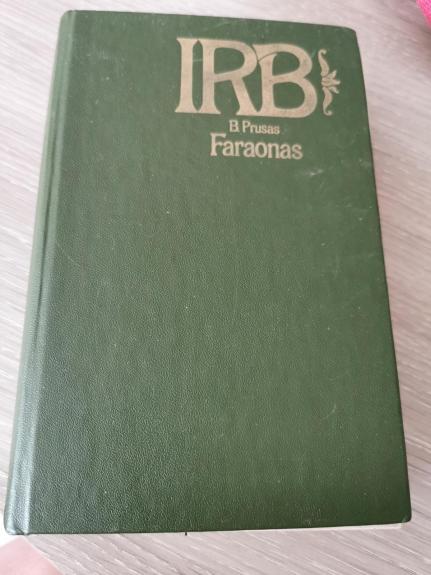 IRB
B. Prusas
Faraonas